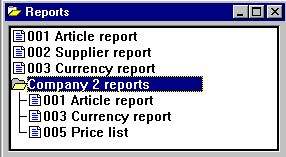 Reports
001 Article report
002 Supplier report
003 Currency report
Company 2 reports
001 Article report
003 Currency report
005 Price list